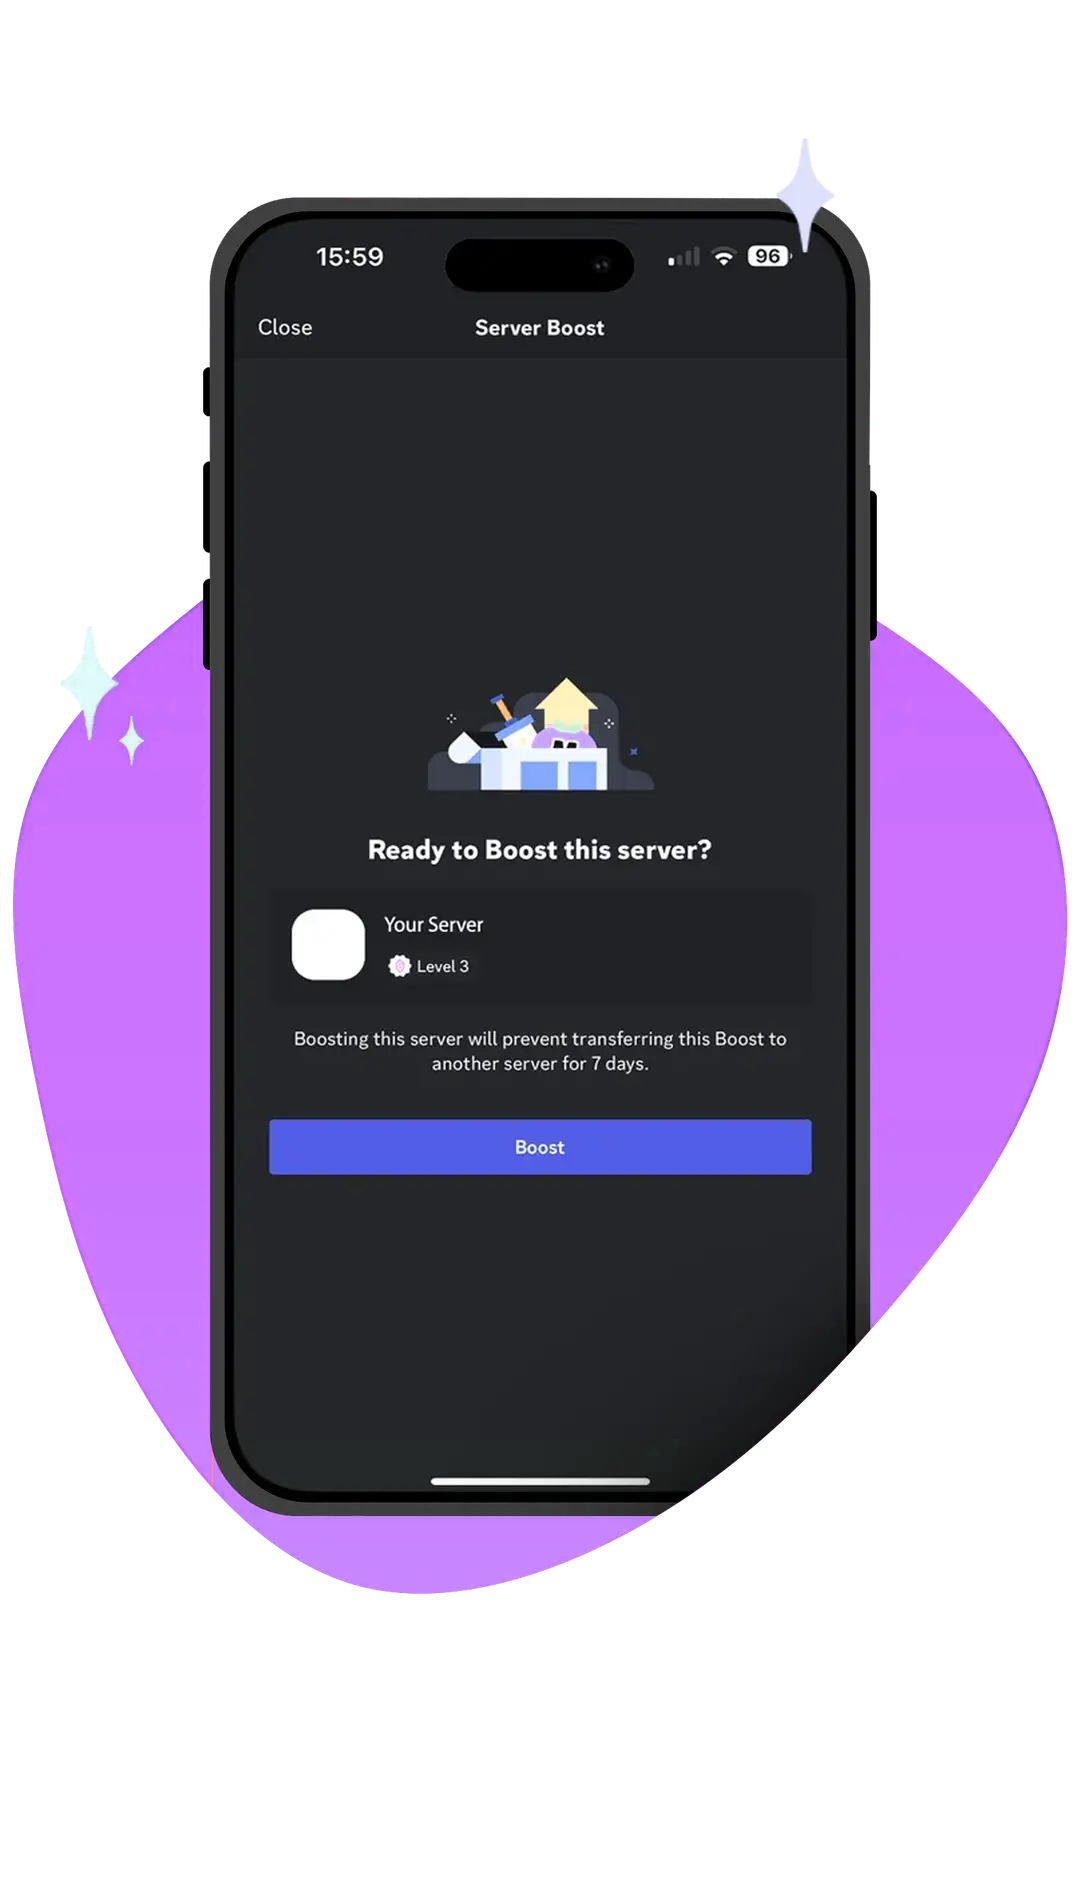 15:59
96
Close
Server Boost
Ready to Boost this server?
Your Server
Level 3
Boosting this server will prevent transferring this Boost to
another server for 7 days.
Boost